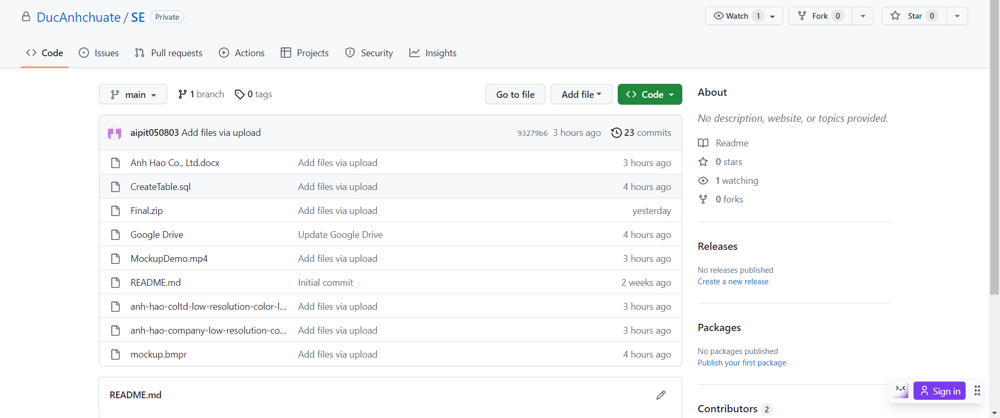 DucAnhchuate / SE Private
Watch 1
Fork 0
Star 0
Code
Issues
Pull requests
Actions
Projects
Security
Insights
main
1 branch
0 tags
Go to file
Add file
Code
aipit050803 Add files via upload 93279b6 3 hours ago 23 commits
Anh Hao Co., Ltd.docx Add files via upload 3 hours ago
CreateTable.sql Add files via upload 4 hours ago
Final.zip Add files via upload yesterday
Google Drive Update Google Drive 4 hours ago
MockupDemo.mp4 Add files via upload 3 hours ago
README.md Initial commit 2 weeks ago
anh-hao-coltd-low-resolution-color-l... Add files via upload 3 hours ago
anh-hao-company-low-resolution-co... Add files via upload 3 hours ago
mockup.bmpr Add files via upload 4 hours ago
README.md
About
No description, website, or topics provided.
Readme
0 stars
1 watching
0 forks
Releases
No releases published
Create a new release
Packages
No packages published
Publish your first package
Sign in
Contributors 2